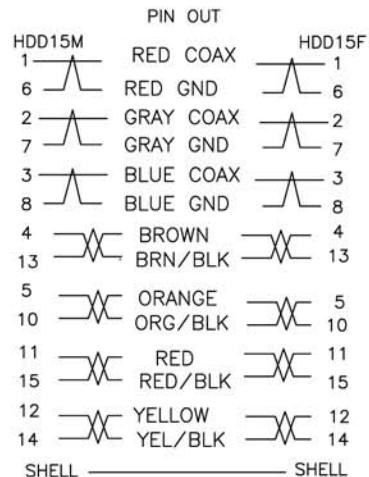 PIN OUT
HDD15M HDD15F
1 RED COAX 1
6 RED GND 6
2 GRAY COAX 2
7 GRAY GND 7
3 BLUE COAX 3
8 BLUE GND 8
4 BROWN 4
13 BRN/BLK 13
5 ORANGE 5
10 ORG/BLK 10
11 RED 11
15 RED/BLK 15
12 YELLOW 12
14 YEL/BLK 14
SHELL SHELL